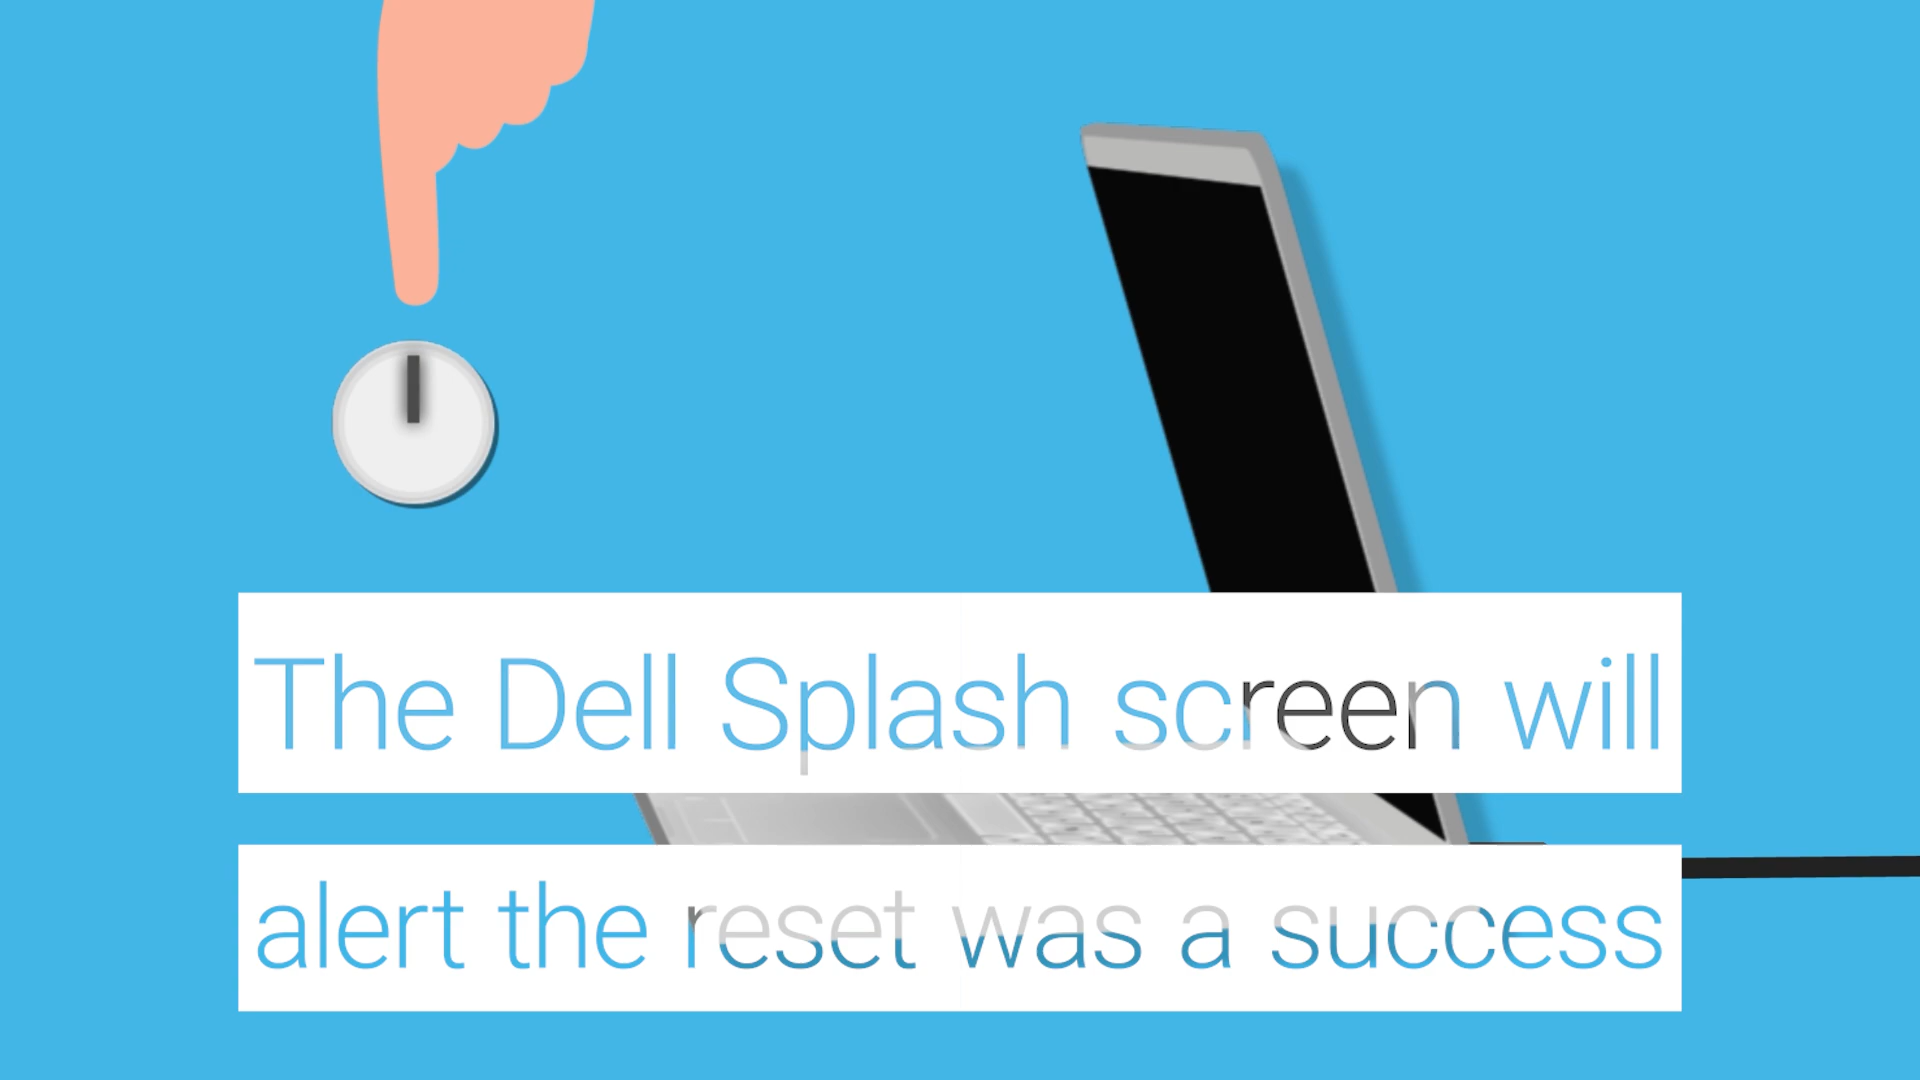 The Dell Splash screen will
alert the reset was a success